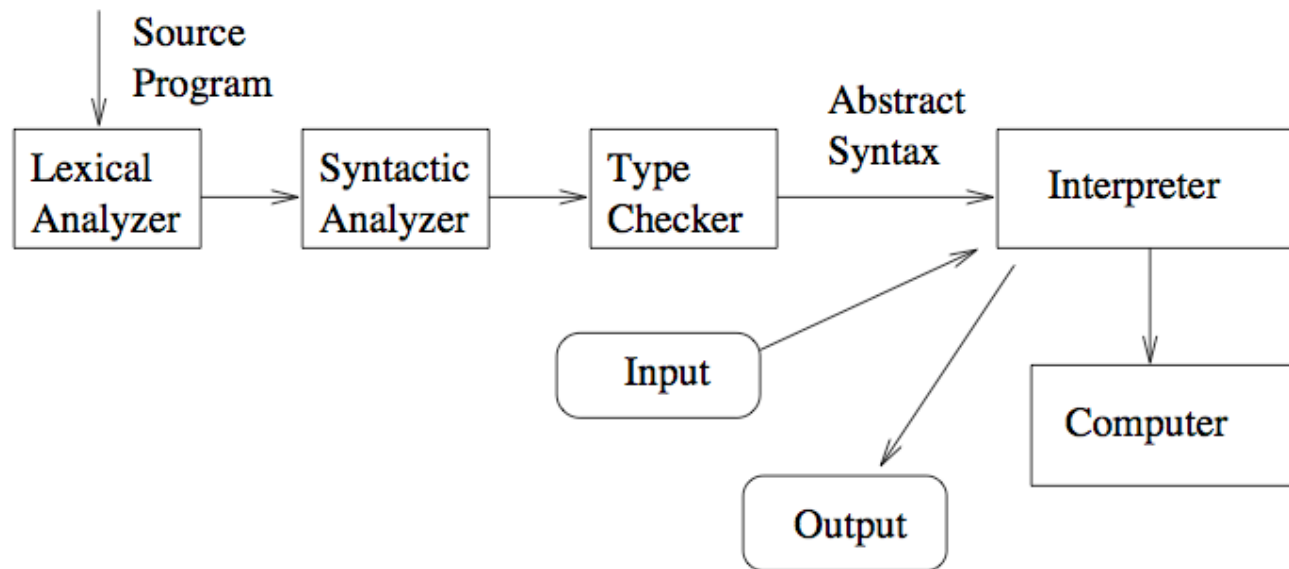 Source
Program
Lexical
Analyzer
Syntactic
Analyzer
Type
Checker
Abstract
Syntax
Interpreter
Input
Computer
Output